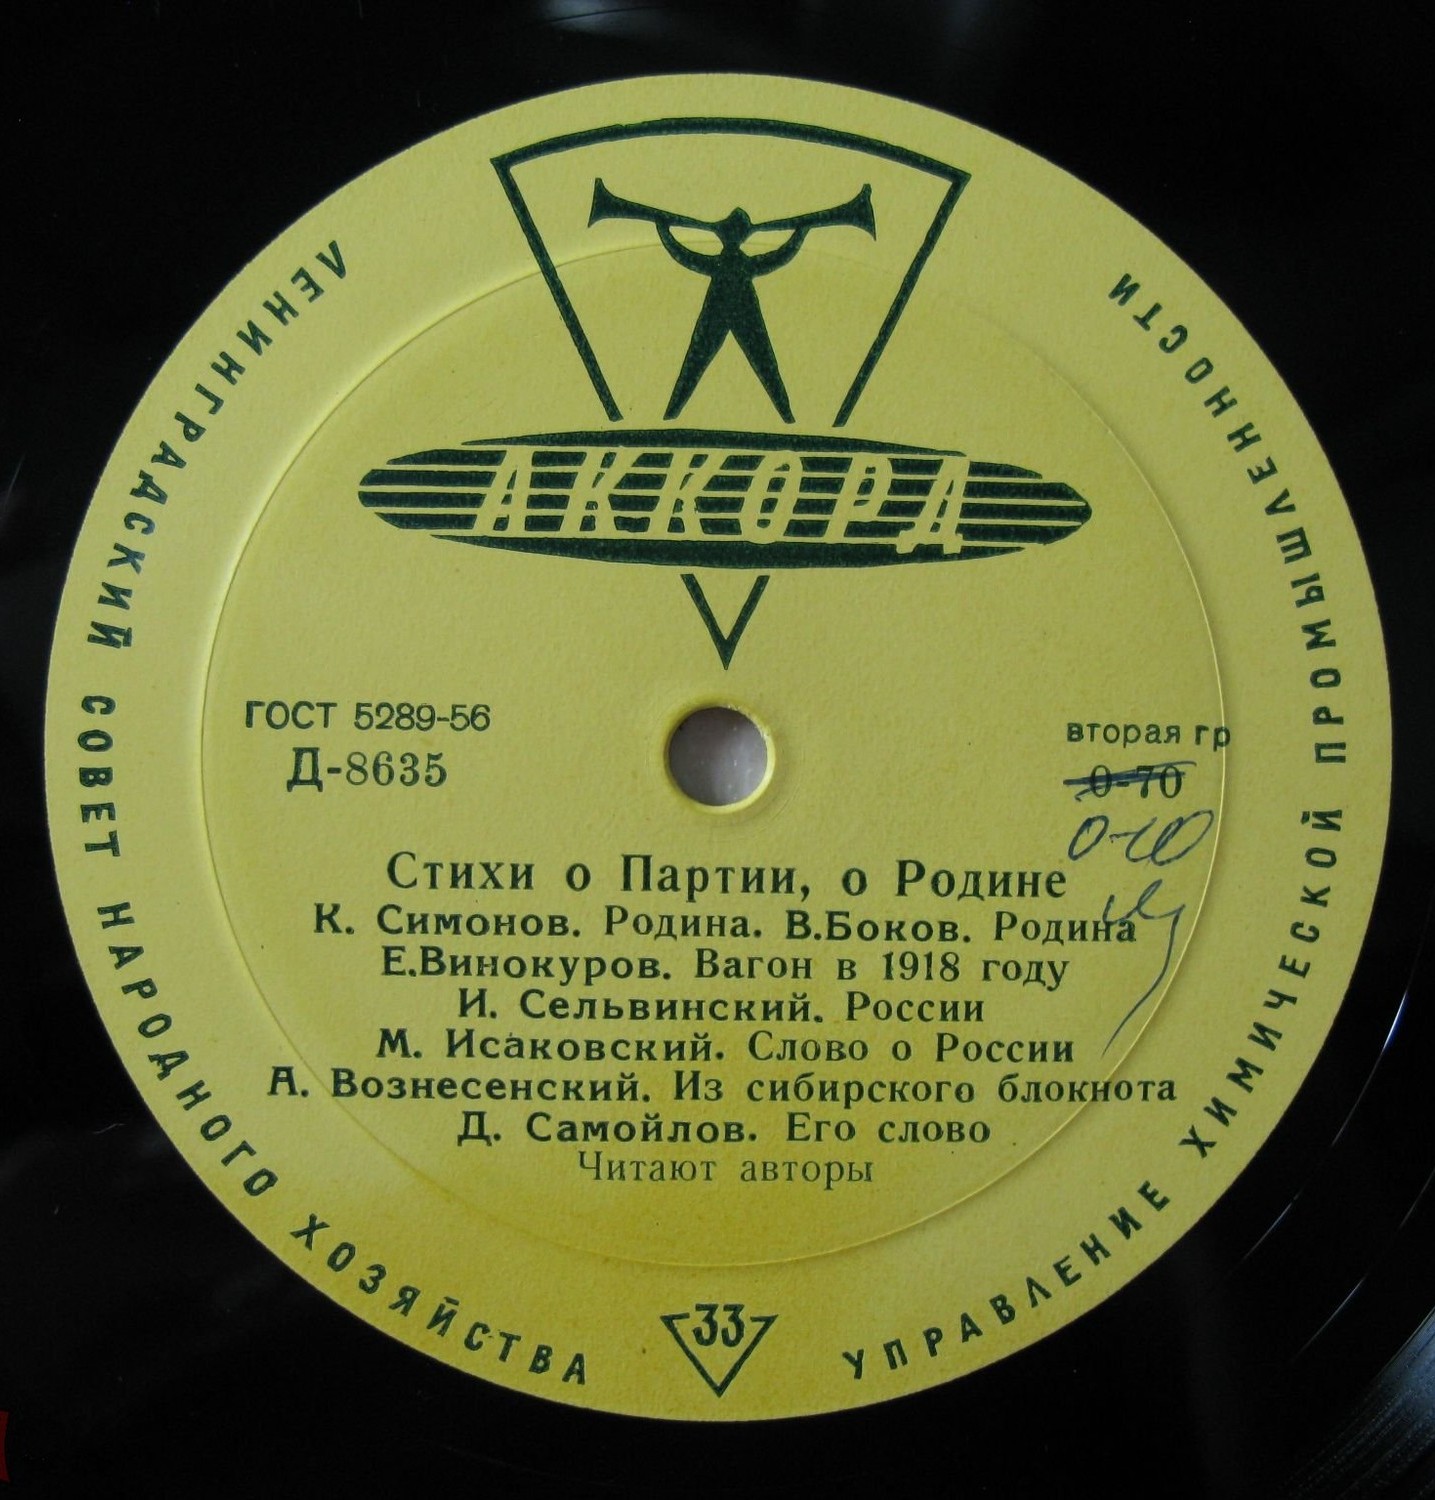 ЛЕНИНГРАДСКИЙ СОВЕТ НАРОДНОГО ХОЗЯЙСТВА
УПРАВЛЕНИЕ ХИМИЧЕСКОЙ ПРОМЫШЛЕННОСТИ
АККОРД
ГОСТ 5289-56
Д-8635
вторая гр
0-70
Стихи о Партии, о Родине
К. Симонов. Родина. В.Боков. Родина
Е.Винокуров. Вагон в 1918 году
И. Сельвинский. России
М. Исаковский. Слово о России
А. Вознесенский. Из сибирского блокнота
Д. Самойлов. Его слово
Читают авторы
33